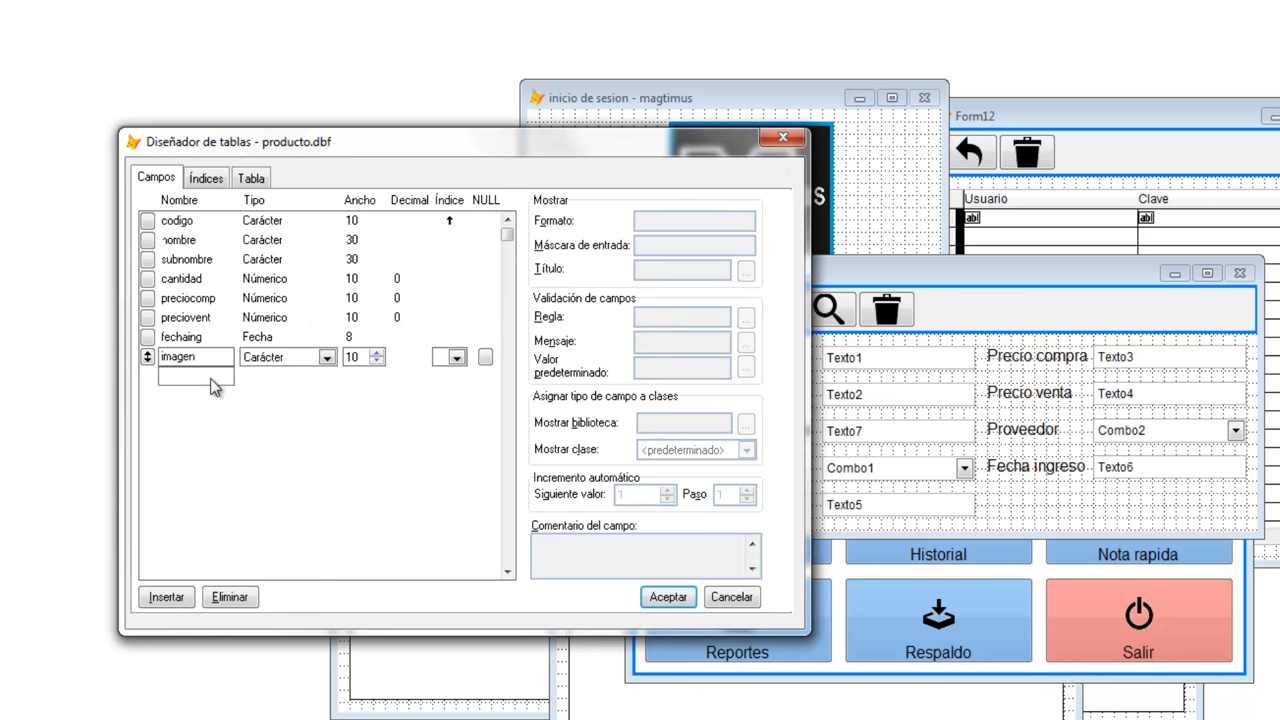 inicio de sesion - magtimus
Form12
Diseñador de tablas - producto.dbf
Campos Índices Tabla
Nombre Tipo Ancho Decimal Índice NULL
codigo Carácter 10
nombre Carácter 30
subnombre Carácter 30
cantidad Númerico 10 0
preciocomp Númerico 10 0
preciovent Númerico 10 0
fechaing Fecha 8
imagen Carácter 10
Mostrar
Formato:
Máscara de entrada:
Título: ...
Validación de campos
Regla: ...
Mensaje: ...
Valor
predeterminado: ...
Asignar tipo de campo a clases
Mostrar biblioteca: ...
Mostrar clase: <predeterminado>
Incremento automático
Siguiente valor: 1 Paso 1
Comentario del campo:
Insertar Eliminar Aceptar Cancelar
S
Usuario Clave
abl abl
Texto1 Precio compra Texto3
Texto2 Precio venta Texto4
Texto7 Proveedor Combo2
Combo1 Fecha ingreso Texto6
Texto5
Historial Nota rapida
Reportes Respaldo Salir